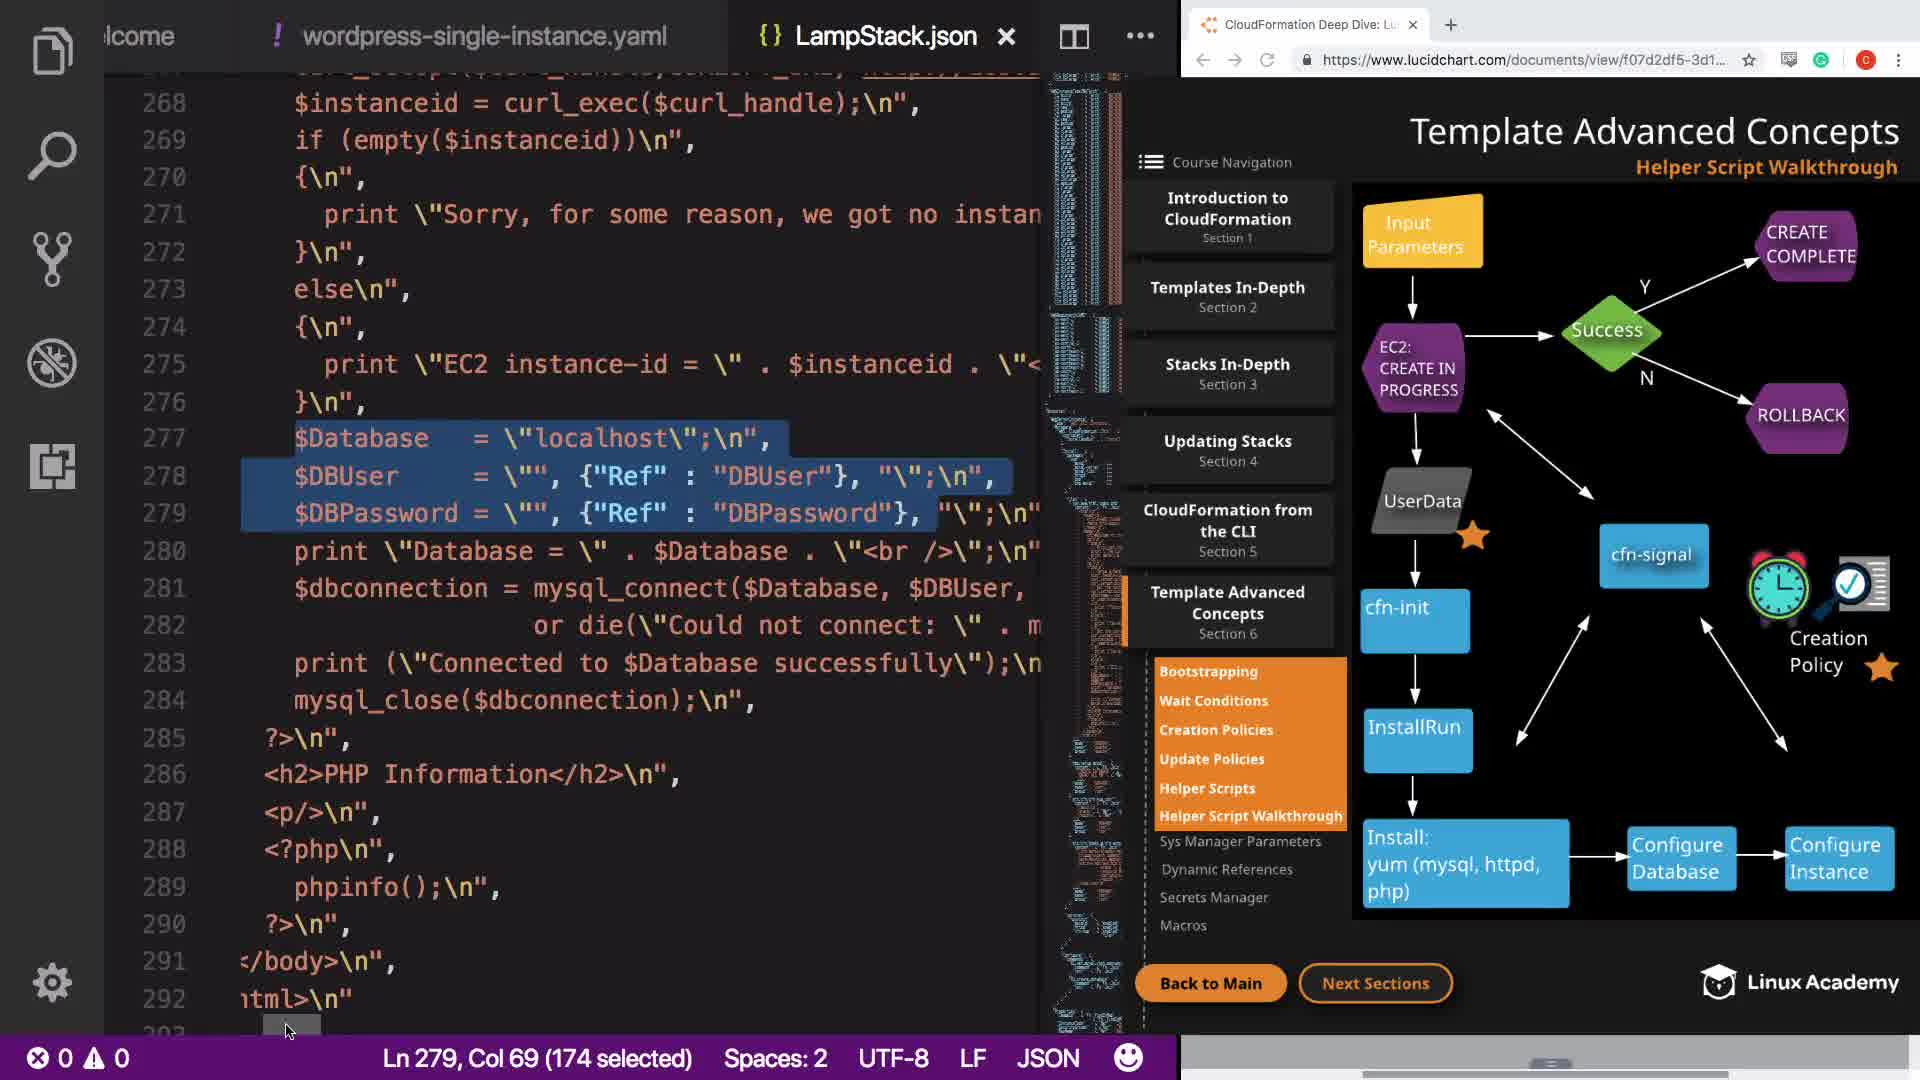 lcome
! wordpress-single-instance.yaml
{} LampStack.json
268 $instanceid = curl_exec($curl_handle);\n",
269 if (empty($instanceid))\n",
270 {\n",
271 print \"Sorry, for some reason, we got no instan
272 }\n",
273 else\n",
274 {\n",
275 print \"EC2 instance-id = \" . $instanceid . \"<
276 }\n",
277 $Database = \"localhost\";\n",
278 $DBUser = \"", {"Ref" : "DBUser"}, "\";\n",
279 $DBPassword = \"", {"Ref" : "DBPassword"}, "\";\n"
280 print \"Database = \" . $Database . \"<br />\";\n"
281 $dbconnection = mysql_connect($Database, $DBUser,
282 or die(\"Could not connect: \" . m
283 print (\"Connected to $Database successfully\");\n
284 mysql_close($dbconnection);\n",
285 ?>\n",
286 <h2>PHP Information</h2>\n",
287 <p/>\n",
288 <?php\n",
289 phpinfo();\n",
290 ?>\n",
291 </body>\n",
292 html>\n"
0 0
Ln 279, Col 69 (174 selected)
Spaces: 2
UTF-8
LF
JSON
CloudFormation Deep Dive: Lu
https://www.lucidchart.com/documents/view/f07d2df5-3d1...
Template Advanced Concepts
Helper Script Walkthrough
Course Navigation
Introduction to
CloudFormation
Section 1
Templates In-Depth
Section 2
Stacks In-Depth
Section 3
Updating Stacks
Section 4
CloudFormation from
the CLI
Section 5
Template Advanced
Concepts
Section 6
Bootstrapping
Wait Conditions
Creation Policies
Update Policies
Helper Scripts
Helper Script Walkthrough
Sys Manager Parameters
Dynamic References
Secrets Manager
Macros
Back to Main
Next Sections
Input
Parameters
EC2:
CREATE IN
PROGRESS
Success
Y
N
CREATE
COMPLETE
ROLLBACK
UserData
cfn-signal
cfn-init
Creation
Policy
InstallRun
Install:
yum (mysql, httpd,
php)
Configure
Database
Configure
Instance
Linux Academy